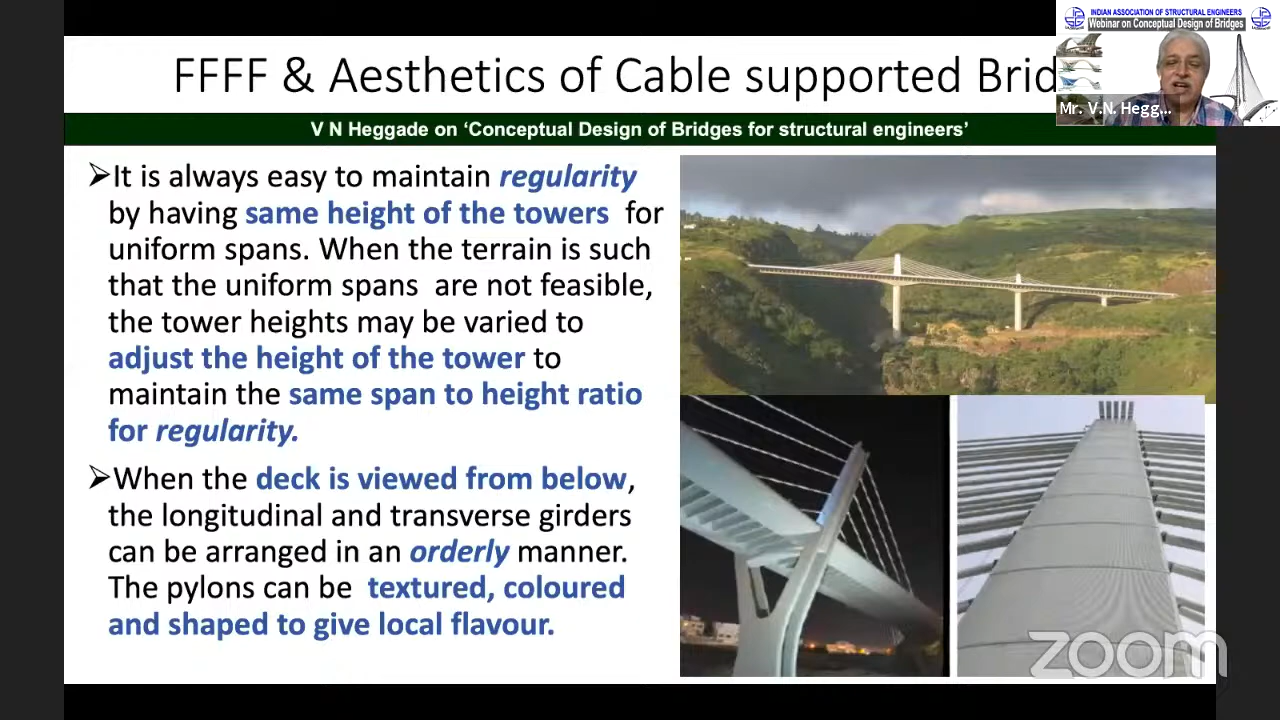 INDIAN ASSOCIATION OF STRUCTURAL ENGINEERS
Webinar on Conceptual Design of Bridges
Mr. V.N. Hegg...
FFFF & Aesthetics of Cable supported Brid
V N Heggade on ‘Conceptual Design of Bridges for structural engineers’
➢It is always easy to maintain regularity
by having same height of the towers for
uniform spans. When the terrain is such
that the uniform spans are not feasible,
the tower heights may be varied to
adjust the height of the tower to
maintain the same span to height ratio
for regularity.
➢When the deck is viewed from below,
the longitudinal and transverse girders
can be arranged in an orderly manner.
The pylons can be textured, coloured
and shaped to give local flavour.
zoom